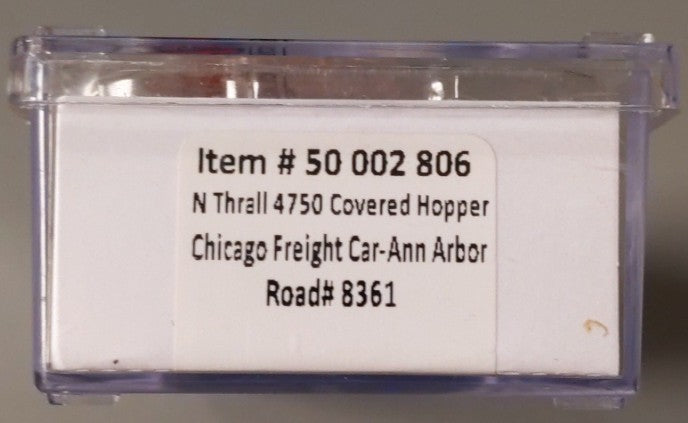 Item # 50 002 806
N Thrall 4750 Covered Hopper
Chicago Freight Car-Ann Arbor
Road# 8361